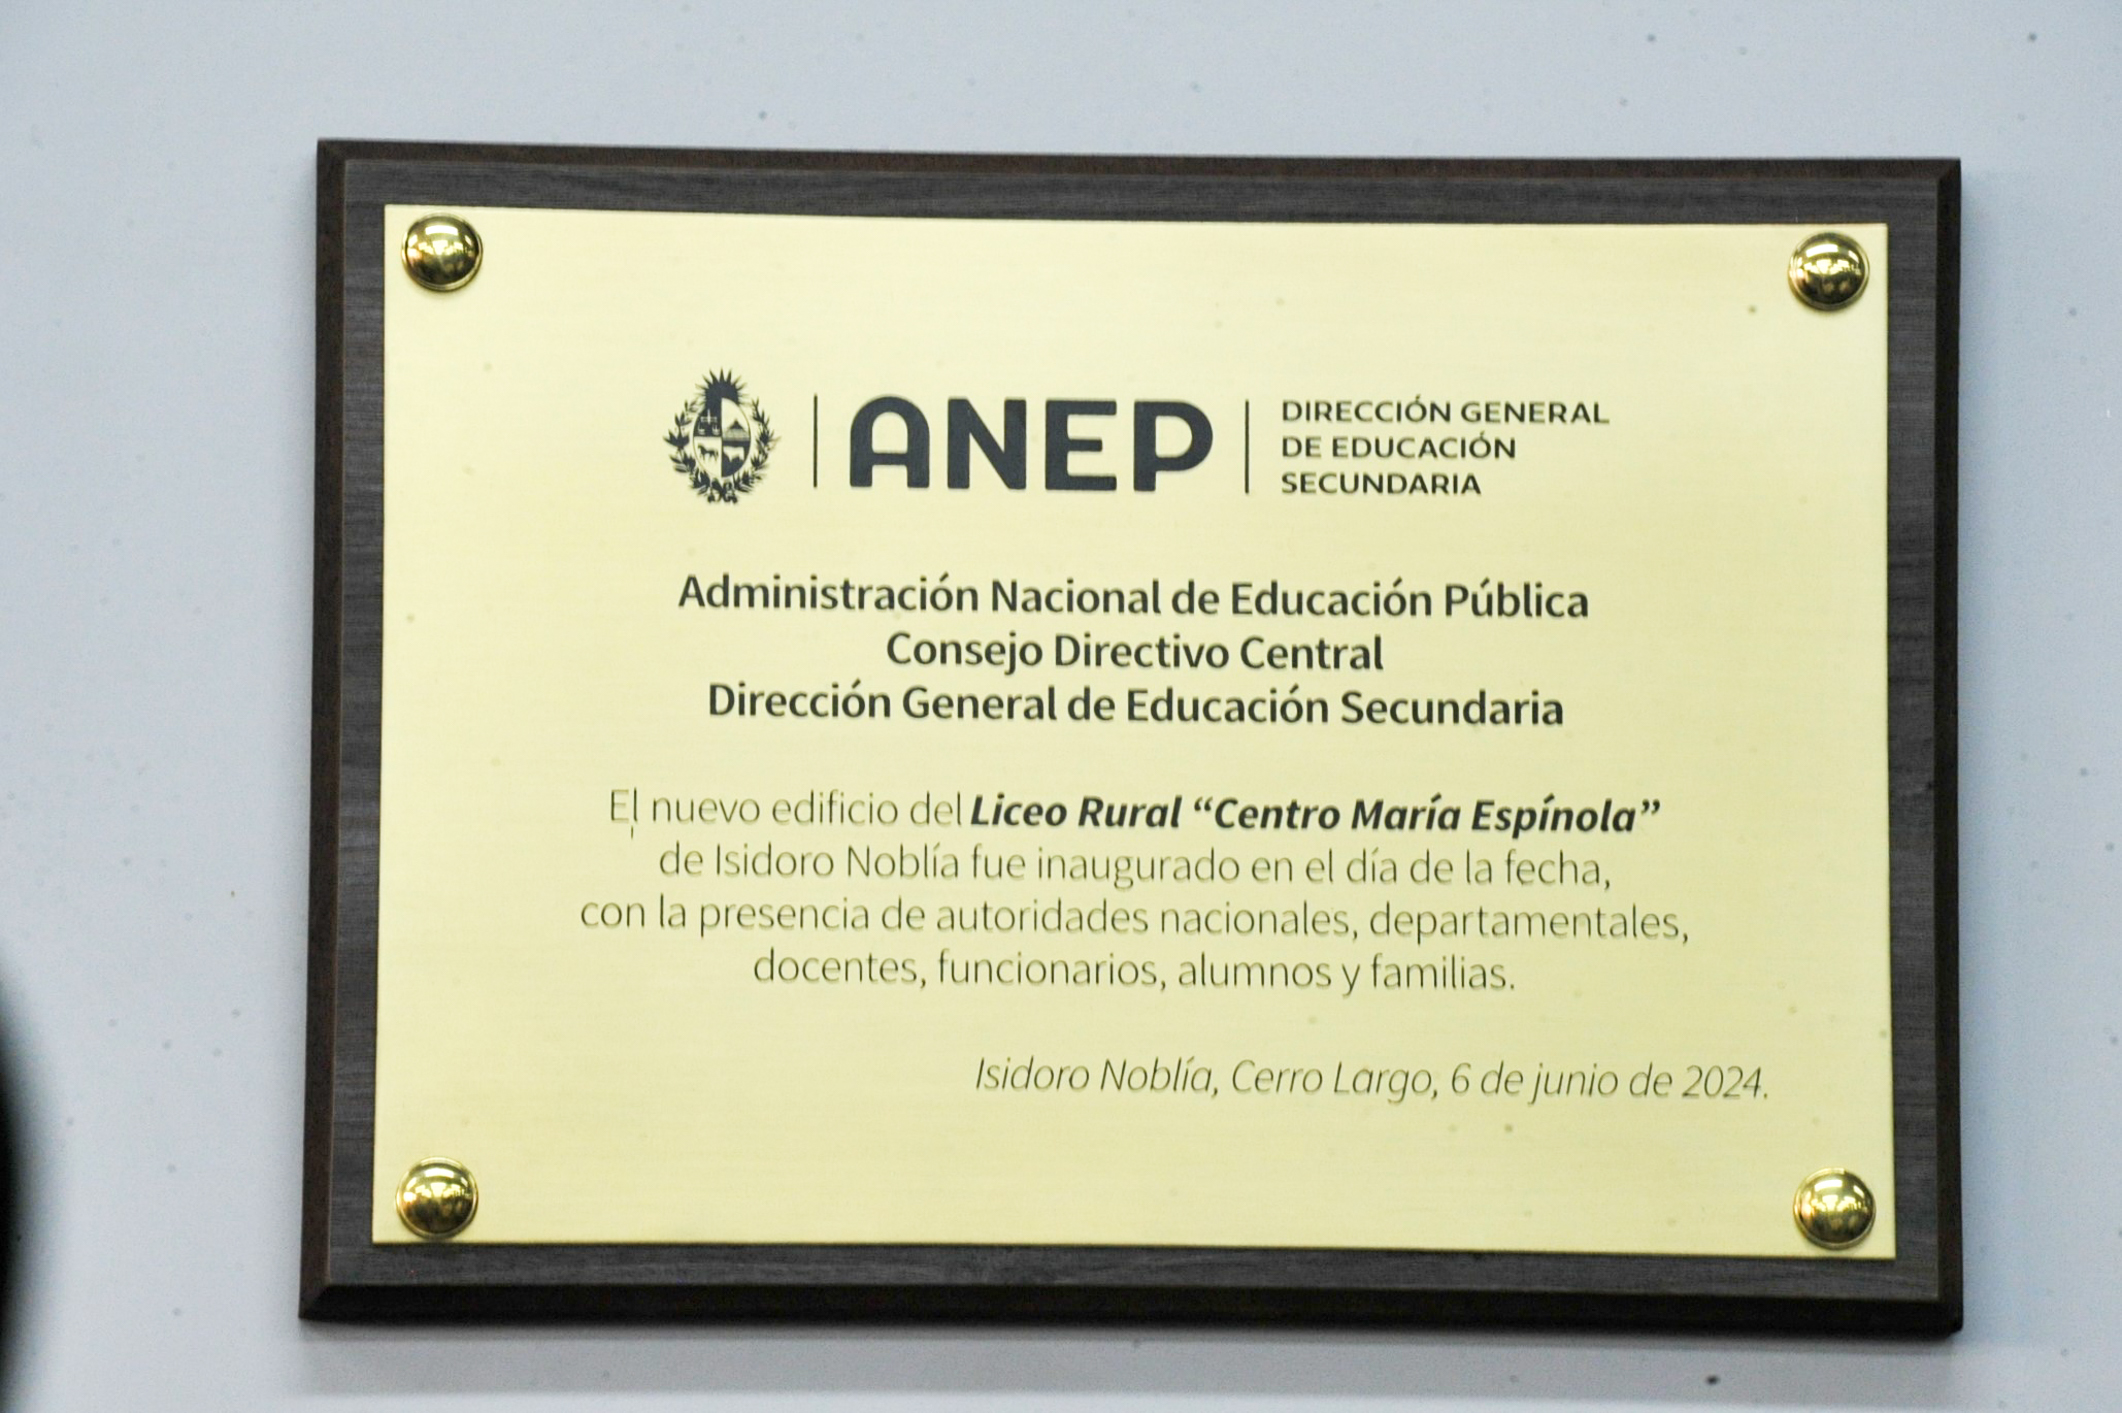 ANEP
DIRECCIÓN GENERAL
DE EDUCACIÓN
SECUNDARIA
Administración Nacional de Educación Pública
Consejo Directivo Central
Dirección General de Educación Secundaria
El nuevo edificio del Liceo Rural “Centro María Espínola”
de Isidoro Noblía fue inaugurado en el día de la fecha,
con la presencia de autoridades nacionales, departamentales,
docentes, funcionarios, alumnos y familias.
Isidoro Noblía, Cerro Largo, 6 de junio de 2024.